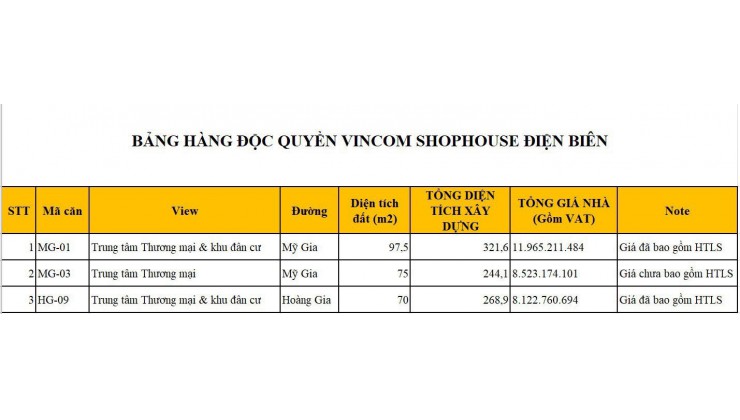 BẢNG HÀNG ĐỘC QUYỀN VINCOM SHOPHOUSE ĐIỆN BIÊN
STT Mã căn View Đường Diện tích đất (m2) TỔNG DIỆN TÍCH XÂY DỰNG TỔNG GIÁ NHÀ (Gồm VAT) Note
1 MG-01 Trung tâm Thương mại & khu đân cư Mỹ Gia 97,5 321,6 11.965.211.484 Giá đã bao gồm HTLS
2 MG-03 Trung tâm Thương mại Mỹ Gia 75 244,1 8.523.174.101 Giá chưa bao gồm HTLS
3 HG-09 Trung tâm Thương mại & khu đân cư Hoàng Gia 70 268,9 8.122.760.694 Giá đã bao gồm HTLS